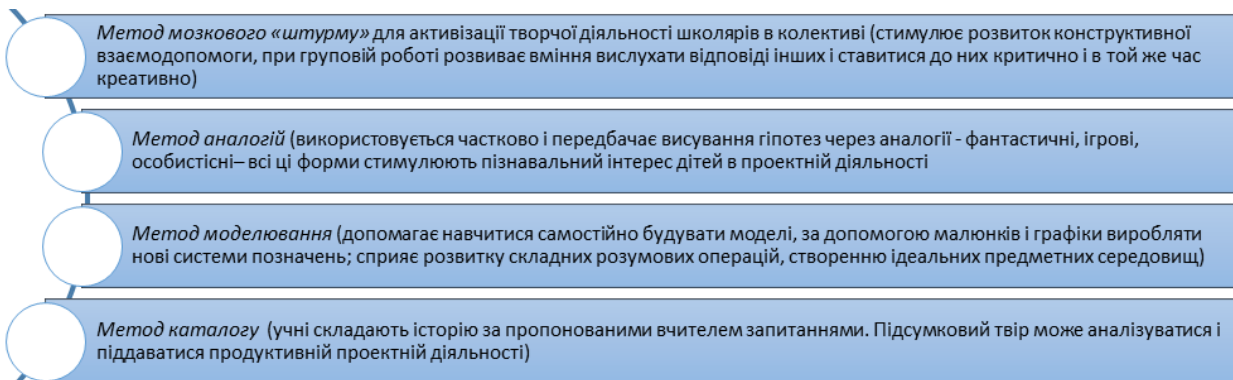 Метод мозкового «штурму» для активізації творчої діяльності школярів в колективі (стимулює розвиток конструктивної
взаємодопомоги, при груповій роботі розвиває вміння вислухати відповіді інших і ставитися до них критично і в той же час
креативно)
Метод аналогій (використовується частково і передбачає висування гіпотез через аналогії - фантастичні, ігрові,
особистісні– всі ці форми стимулюють пізнавальний інтерес дітей в проектній діяльності
Метод моделювання (допомагає навчитися самостійно будувати моделі, за допомогою малюнків і графіки виробляти
нові системи позначень; сприяє розвитку складних розумових операцій, створенню ідеальних предметних середовищ)
Метод каталогу (учні складають історію за пропонованими вчителем запитаннями. Підсумковий твір може аналізуватися і
піддаватися продуктивній проектній діяльності)